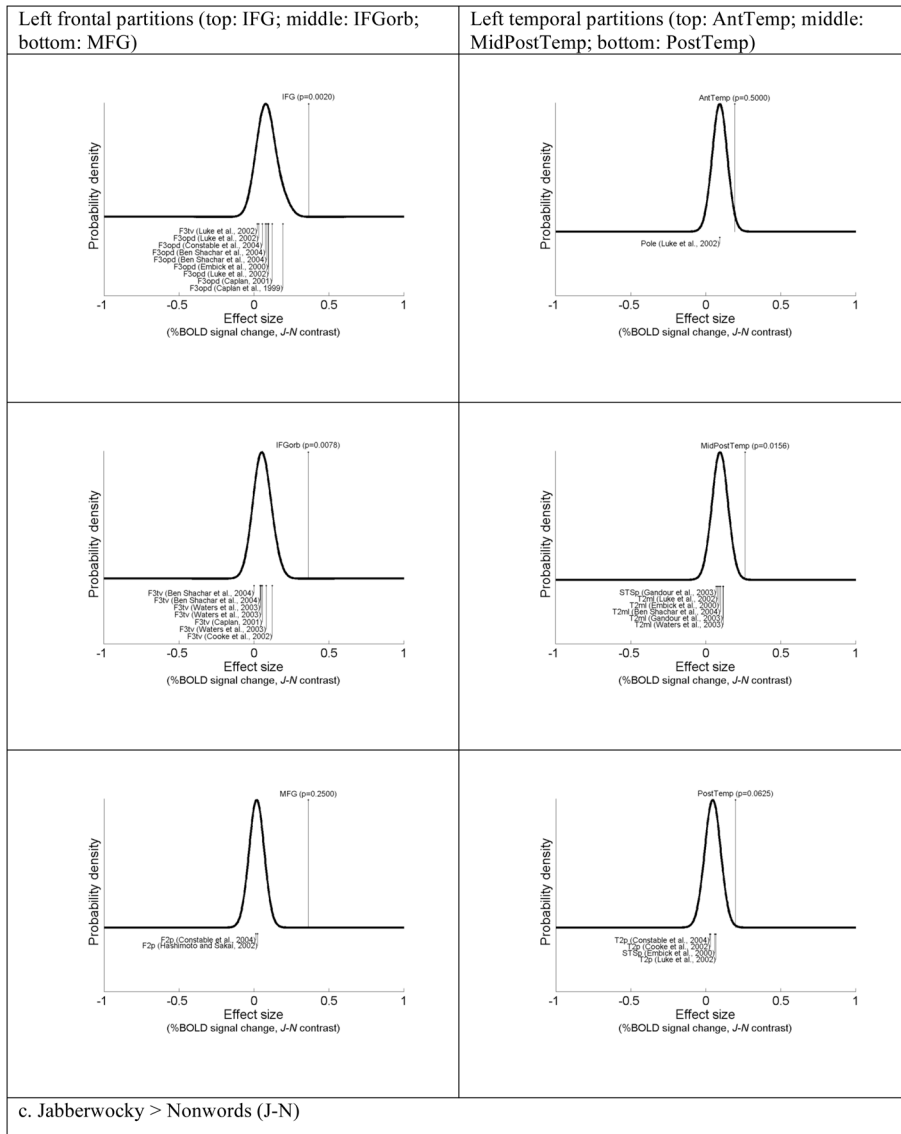 Left frontal partitions (top: IFG; middle: IFGorb;
bottom: MFG)
Left temporal partitions (top: AntTemp; middle:
MidPostTemp; bottom: PostTemp)
IFG (p=0.0020)
Probability density
F3tv (Luke et al., 2002)
F3opd (Luke et al., 2002)
F3opd (Constable et al., 2004)
F3opd (Ben Shachar et al., 2004)
F3opd (Ben Shachar et al., 2004)
F3opd (Embick et al., 2000)
F3opd (Luke et al., 2002)
F3opd (Caplan, 2001)
F3opd (Caplan et al., 1999)
-1 -0.5 0 0.5 1
Effect size
(%BOLD signal change, J-N contrast)
AntTemp (p=0.5000)
Probability density
Pole (Luke et al., 2002)
-1 -0.5 0 0.5 1
Effect size
(%BOLD signal change, J-N contrast)
IFGorb (p=0.0078)
Probability density
F3tv (Ben Shachar et al., 2004)
F3tv (Ben Shachar et al., 2004)
F3tv (Waters et al., 2003)
F3tv (Waters et al., 2003)
F3tv (Caplan, 2001)
F3tv (Waters et al., 2003)
F3tv (Cooke et al., 2002)
-1 -0.5 0 0.5 1
Effect size
(%BOLD signal change, J-N contrast)
MidPostTemp (p=0.0156)
Probability density
STSp (Gandour et al., 2003)
T2ml (Luke et al., 2002)
T2ml (Embick et al., 2000)
T2ml (Ben Shachar et al., 2004)
T2ml (Gandour et al., 2003)
T2ml (Waters et al., 2003)
-1 -0.5 0 0.5 1
Effect size
(%BOLD signal change, J-N contrast)
MFG (p=0.2500)
Probability density
F2p (Constable et al., 2004)
F2p (Hashimoto and Sakai, 2002)
-1 -0.5 0 0.5 1
Effect size
(%BOLD signal change, J-N contrast)
PostTemp (p=0.0625)
Probability density
T2p (Constable et al., 2004)
T2p (Cooke et al., 2002)
STSp (Embick et al., 2000)
T2p (Luke et al., 2002)
-1 -0.5 0 0.5 1
Effect size
(%BOLD signal change, J-N contrast)
c. Jabberwocky > Nonwords (J-N)